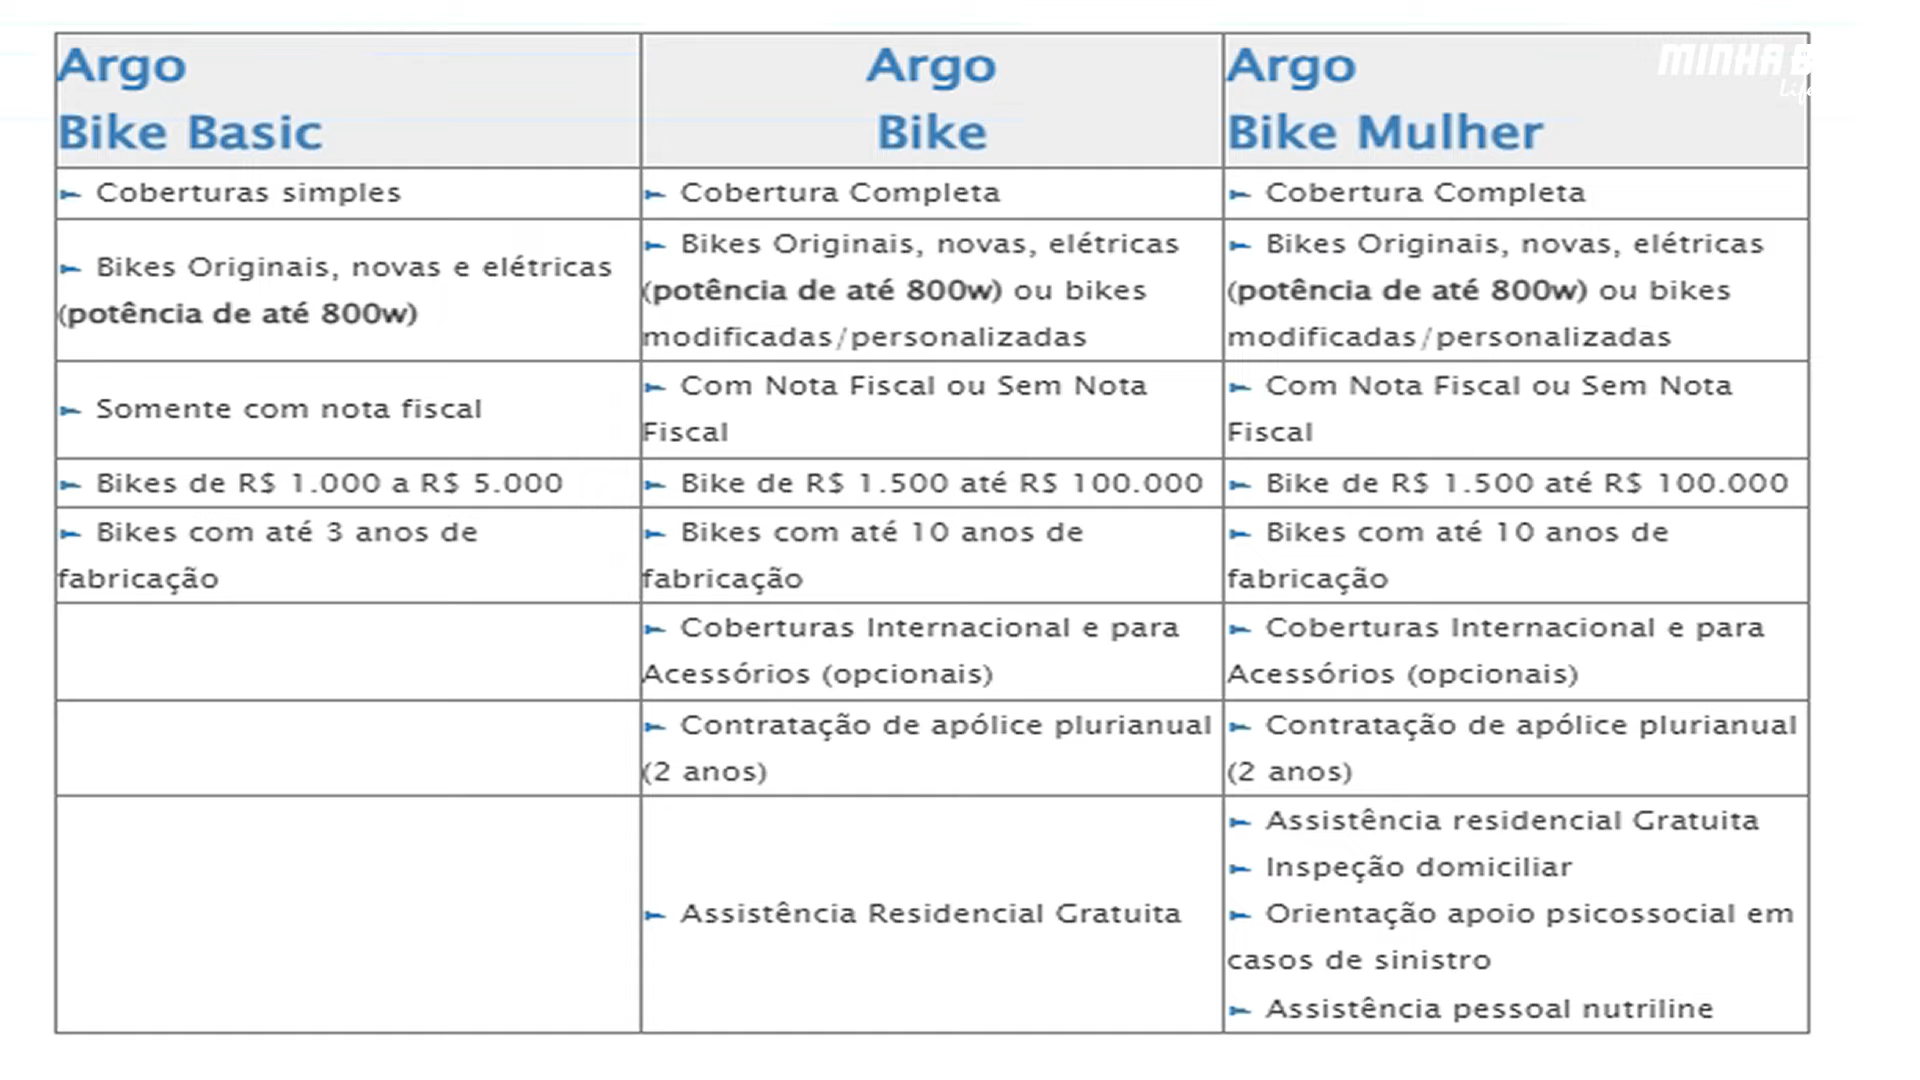 Argo
Bike Basic
Argo
Bike
Argo
Bike Mulher
MINHA B
Life
Coberturas simples
Cobertura Completa
Cobertura Completa
Bikes Originais, novas e elétricas
(potência de até 800w)
Bikes Originais, novas, elétricas
(potência de até 800w) ou bikes
modificadas/personalizadas
Bikes Originais, novas, elétricas
(potência de até 800w) ou bikes
modificadas/personalizadas
Somente com nota fiscal
Com Nota Fiscal ou Sem Nota
Fiscal
Com Nota Fiscal ou Sem Nota
Fiscal
Bikes de R$ 1.000 a R$ 5.000
Bike de R$ 1.500 até R$ 100.000
Bike de R$ 1.500 até R$ 100.000
Bikes com até 3 anos de
fabricação
Bikes com até 10 anos de
fabricação
Bikes com até 10 anos de
fabricação
Coberturas Internacional e para
Acessórios (opcionais)
Coberturas Internacional e para
Acessórios (opcionais)
Contratação de apólice plurianual
(2 anos)
Contratação de apólice plurianual
(2 anos)
Assistência Residencial Gratuita
Assistência residencial Gratuita
Inspeção domiciliar
Orientação apoio psicossocial em
casos de sinistro
Assistência pessoal nutriline